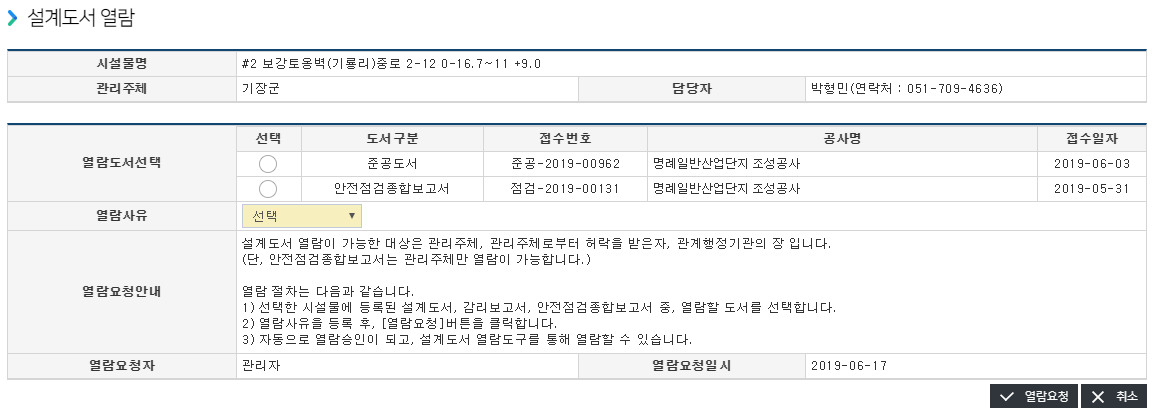 설계도서 열람
시설물명 #2 보강토옹벽(기룡리)중로 2-12 0-16.7~11 +9.0
관리주체 기장군 담당자 박형민(연락처 : 051-709-4636)
열람도서선택
선택 도서구분 접수번호 공사명 접수일자
준공도서 준공-2019-00962 명례일반산업단지 조성공사 2019-06-03
안전점검종합보고서 점검-2019-00131 명례일반산업단지 조성공사 2019-05-31
열람사유 선택
열람요청안내
설계도서 열람이 가능한 대상은 관리주체, 관리주체로부터 허락을 받은자, 관계행정기관의 장 입니다.
(단, 안전점검종합보고서는 관리주체만 열람이 가능합니다.)
열람 절차는 다음과 같습니다.
1) 선택한 시설물에 등록된 설계도서, 감리보고서, 안전점검종합보고서 중, 열람할 도서를 선택합니다.
2) 열람사유을 등록 후, [열람요청]버튼을 클릭합니다.
3) 자동으로 열람승인이 되고, 설계도서 열람도구를 통해 열람할 수 있습니다.
열람요청자 관리자 열람요청일시 2019-06-17
열람요청 취소